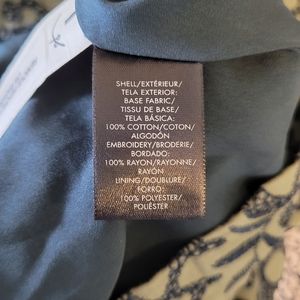 SHELL/EXTÉRIEUR/
TELA EXTERIOR:
BASE FABRIC/
TISSU DE BASE/
TELA BÁSICA:
100% COTTON/COTON/
ALGODÓN
EMBROIDERY/BRODERIE/
BORDADO:
100% RAYON/RAYONNE/
RAYÓN
LINING/DOUBLURE/
FORRO:
100% POLYESTER/
POLIÉSTER